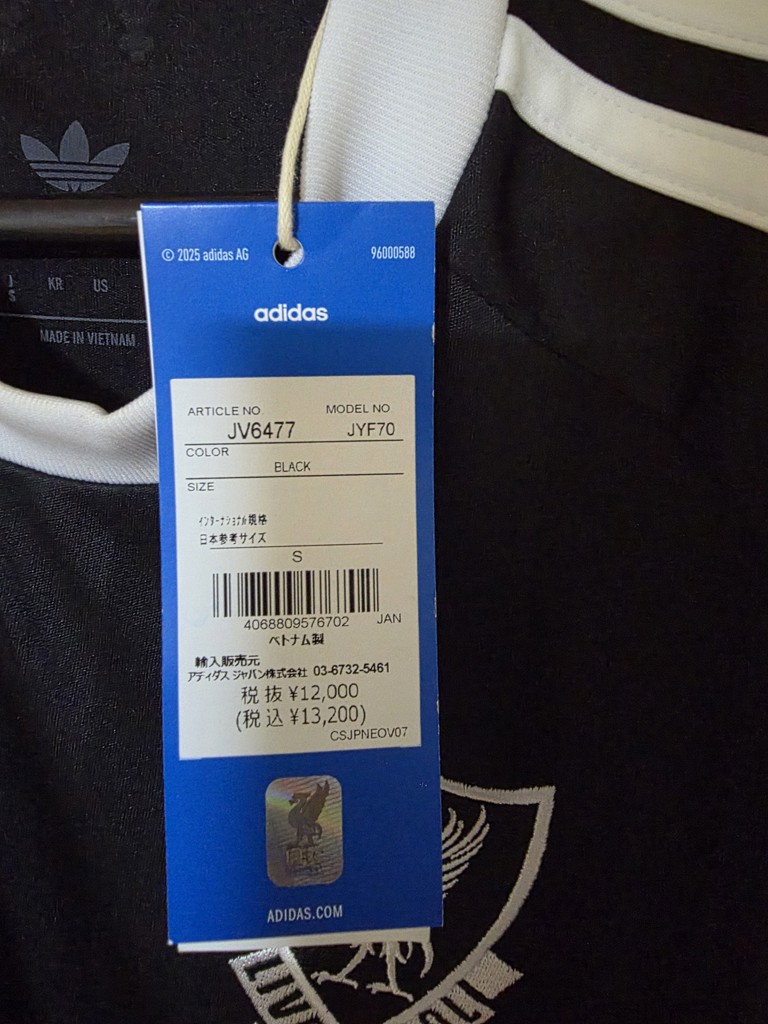 © 2025 adidas AG 96000588
adidas
KR US
MADE IN VIETNAM
ARTICLE NO. MODEL NO.
JV6477 JYF70
COLOR
BLACK
SIZE
インターナショナル規格
日本参考サイズ
S
4068809576702 JAN
ベトナム製
輸入販売元
アディダス ジャパン株式会社 03-6732-5461
税抜 ¥12,000
(税込 ¥13,200)
CSJPNEOV07
ADIDAS.COM